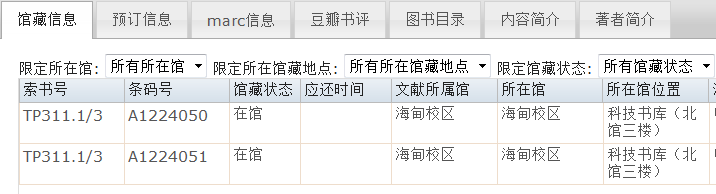 馆藏信息 预订信息 marc信息 豆瓣书评 图书目录 内容简介 著者简介
限定所在馆: 所有所在馆 限定所在馆藏地点: 所有所在馆藏地点 限定馆藏状态: 所有馆藏状态
索书号 条码号 馆藏状态 应还时间 文献所属馆 所在馆 所在馆位置
TP311.1/3 A1224050 在馆 海甸校区 海甸校区 科技书库（北
馆三楼）
TP311.1/3 A1224051 在馆 海甸校区 海甸校区 科技书库（北
馆三楼）